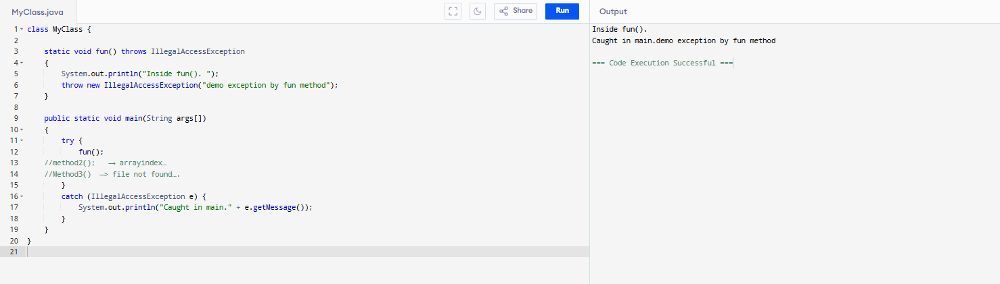 MyClass.java
Share
Run
Output
1 class MyClass {
2
3     static void fun() throws IllegalAccessException
4     {
5         System.out.println("Inside fun(). ");
6         throw new IllegalAccessException("demo exception by fun method");
7     }
8
9     public static void main(String args[])
10     {
11         try {
12             fun();
13     //method2();   → arrayindex…
14     //Method3()  —> file not found….
15         }
16         catch (IllegalAccessException e) {
17             System.out.println("Caught in main." + e.getMessage());
18         }
19     }
20 }
21
Inside fun().
Caught in main.demo exception by fun method
=== Code Execution Successful ===